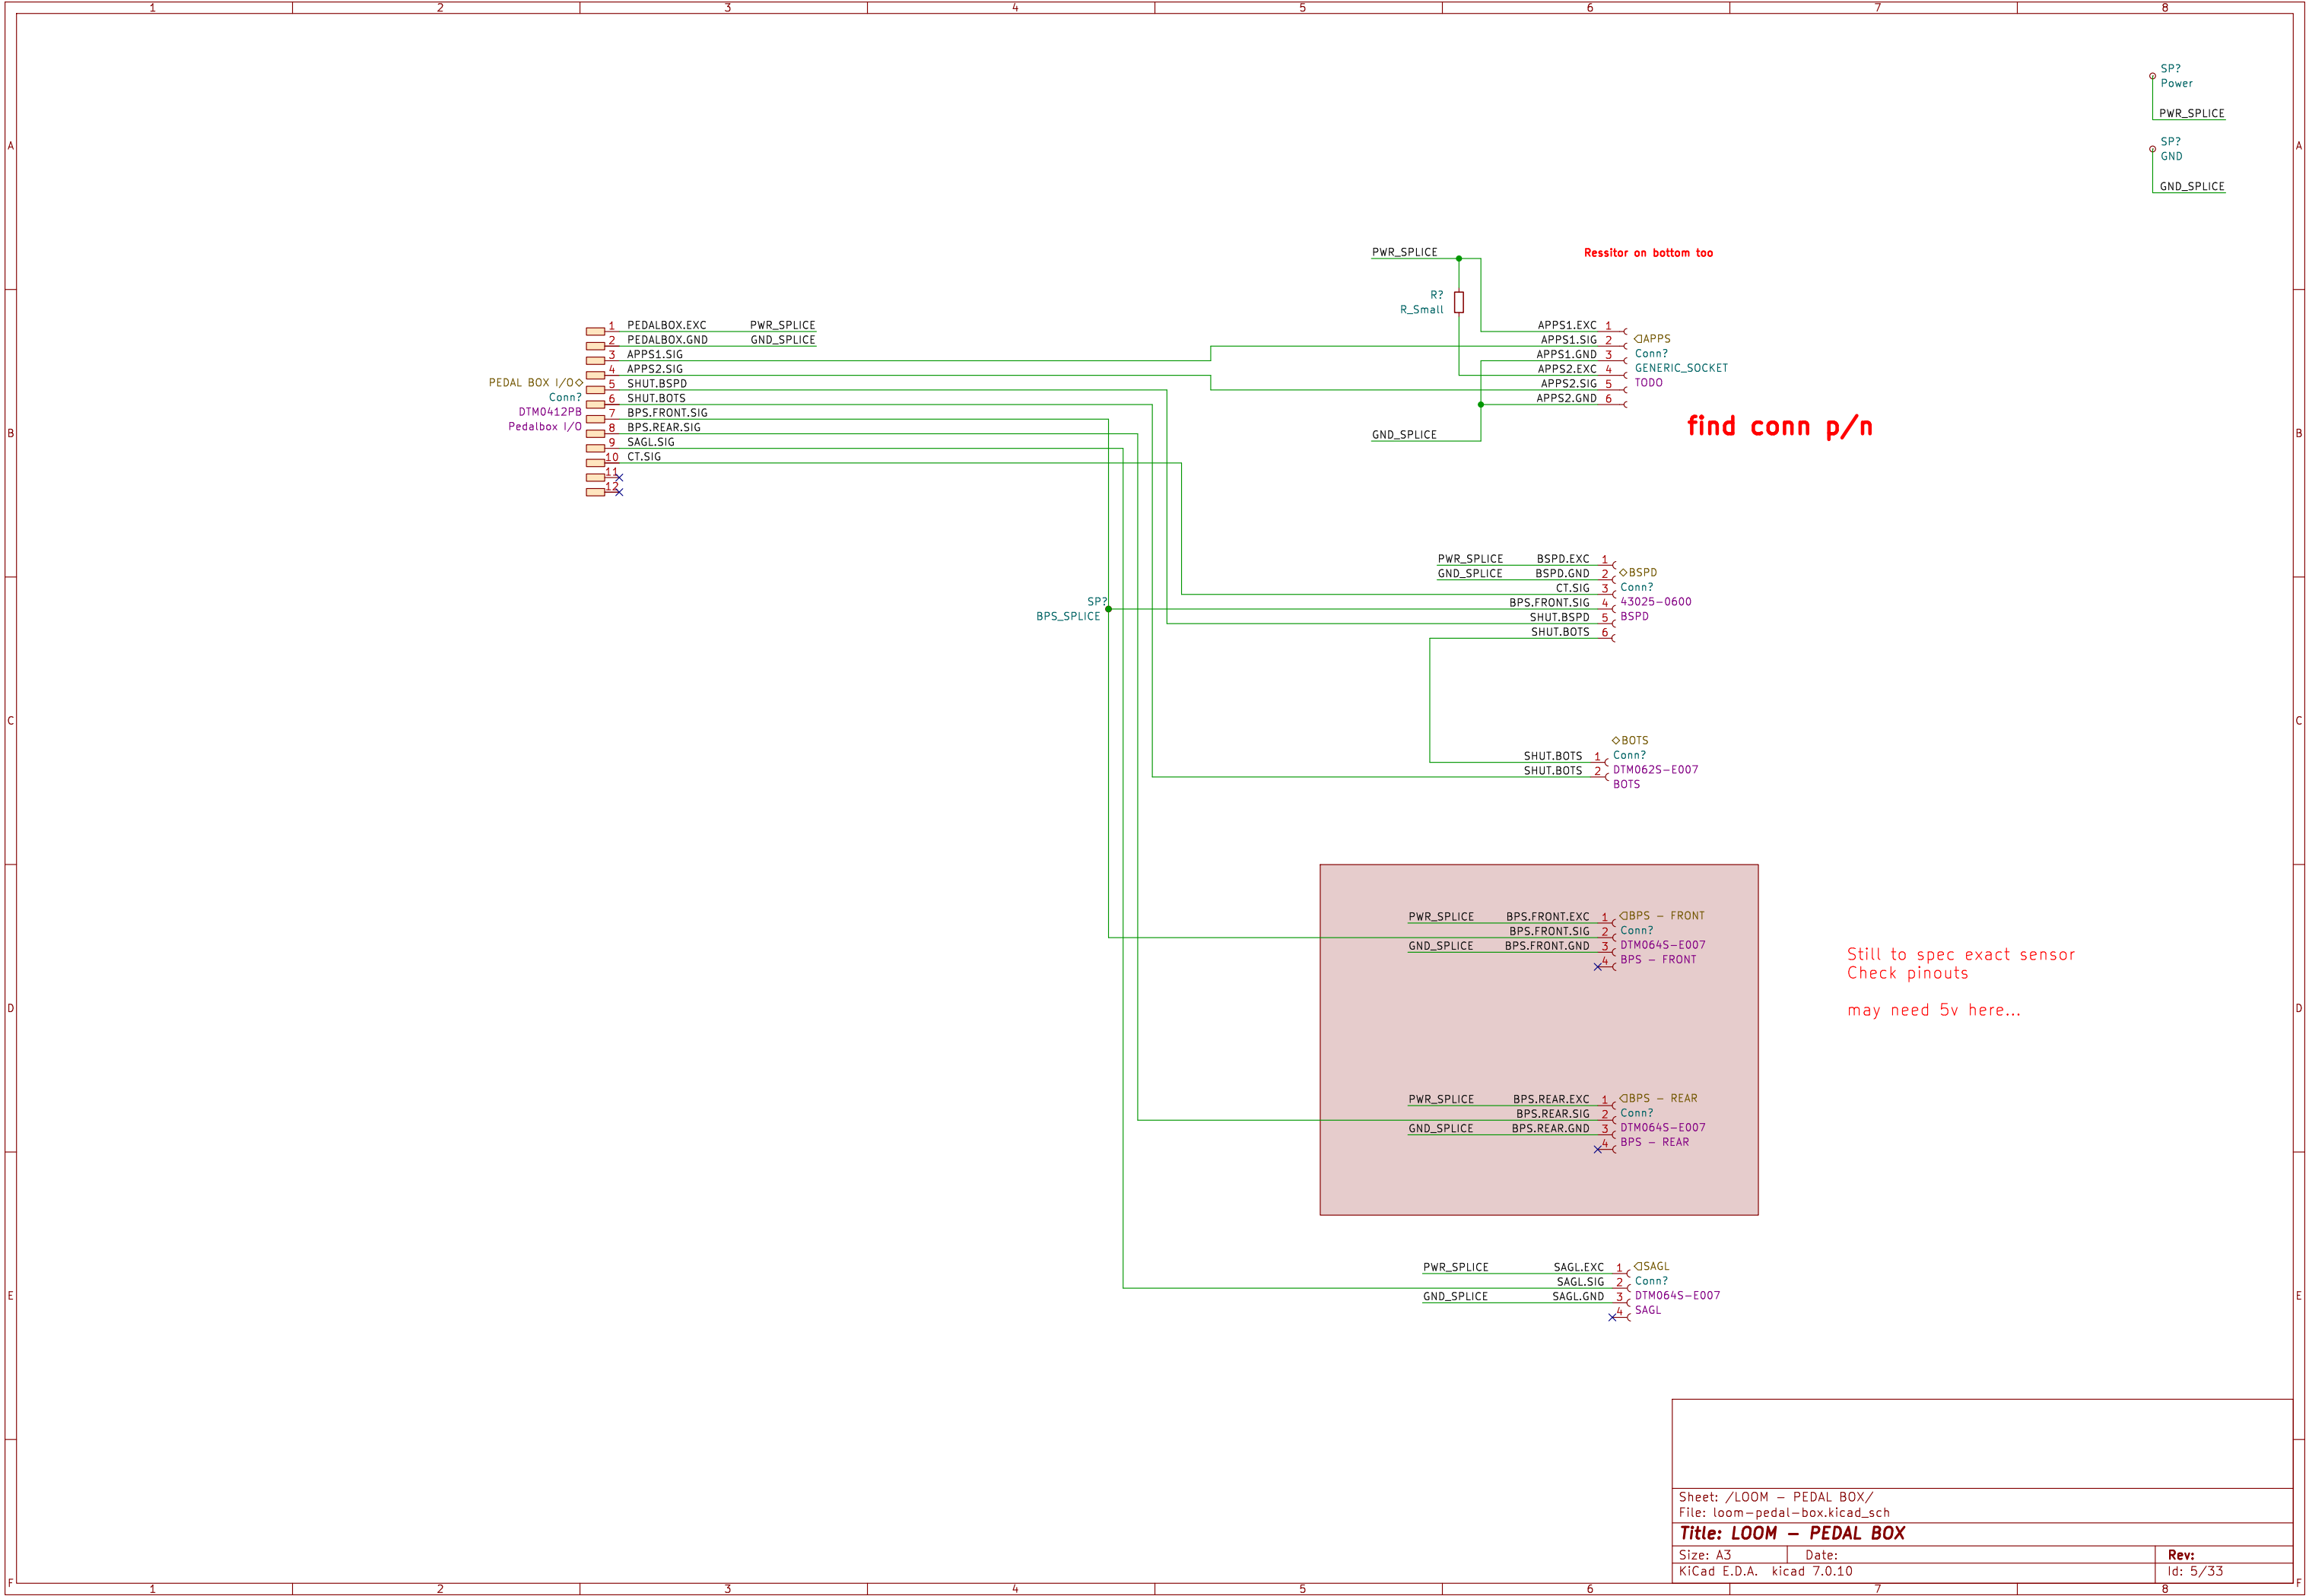 1 2 3 4 5 6 7 8
SP?
Power
PWR_SPLICE
A A
SP?
GND
GND_SPLICE
PWR_SPLICE
Ressitor on bottom too
R?
R_Small
1 PEDALBOX.EXC PWR_SPLICE
2 PEDALBOX.GND GND_SPLICE
3 APPS1.SIG
4 APPS2.SIG
5 SHUT.BSPD
6 SHUT.BOTS
7 BPS.FRONT.SIG
8 BPS.REAR.SIG
9 SAGL.SIG
10 CT.SIG
11
12
PEDAL BOX I/O
Conn?
DTM0412PB
Pedalbox I/O
APPS1.EXC 1
APPS1.SIG 2
APPS1.GND 3
APPS2.EXC 4
APPS2.SIG 5
APPS2.GND 6
APPS
Conn?
GENERIC_SOCKET
TODO
GND_SPLICE
find conn p/n
B B
PWR_SPLICE BSPD.EXC 1
GND_SPLICE BSPD.GND 2
CT.SIG 3
BPS.FRONT.SIG 4
SHUT.BSPD 5
SHUT.BOTS 6
BSPD
Conn?
43025-0600
BSPD
SP?
BPS_SPLICE
C C
BOTS
SHUT.BOTS 1
SHUT.BOTS 2
Conn?
DTM062S-E007
BOTS
PWR_SPLICE BPS.FRONT.EXC 1
BPS.FRONT.SIG 2
GND_SPLICE BPS.FRONT.GND 3
4
BPS - FRONT
Conn?
DTM064S-E007
BPS - FRONT
Still to spec exact sensor
Check pinouts
may need 5v here...
D D
PWR_SPLICE BPS.REAR.EXC 1
BPS.REAR.SIG 2
GND_SPLICE BPS.REAR.GND 3
4
BPS - REAR
Conn?
DTM064S-E007
BPS - REAR
PWR_SPLICE SAGL.EXC 1
SAGL.SIG 2
GND_SPLICE SAGL.GND 3
4
SAGL
Conn?
DTM064S-E007
SAGL
E E
Sheet: /LOOM - PEDAL BOX/
File: loom-pedal-box.kicad_sch
Title: LOOM - PEDAL BOX
Size: A3 Date: Rev:
KiCad E.D.A. kicad 7.0.10 Id: 5/33
F F
1 2 3 4 5 6 7 8